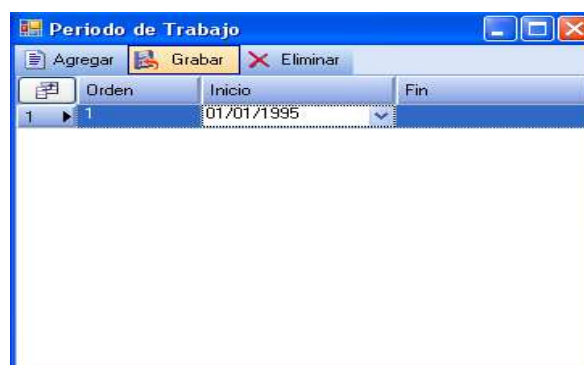 Periodo de Trabajo
Agregar Grabar Eliminar
Orden Inicio Fin
1 1 01/01/1995